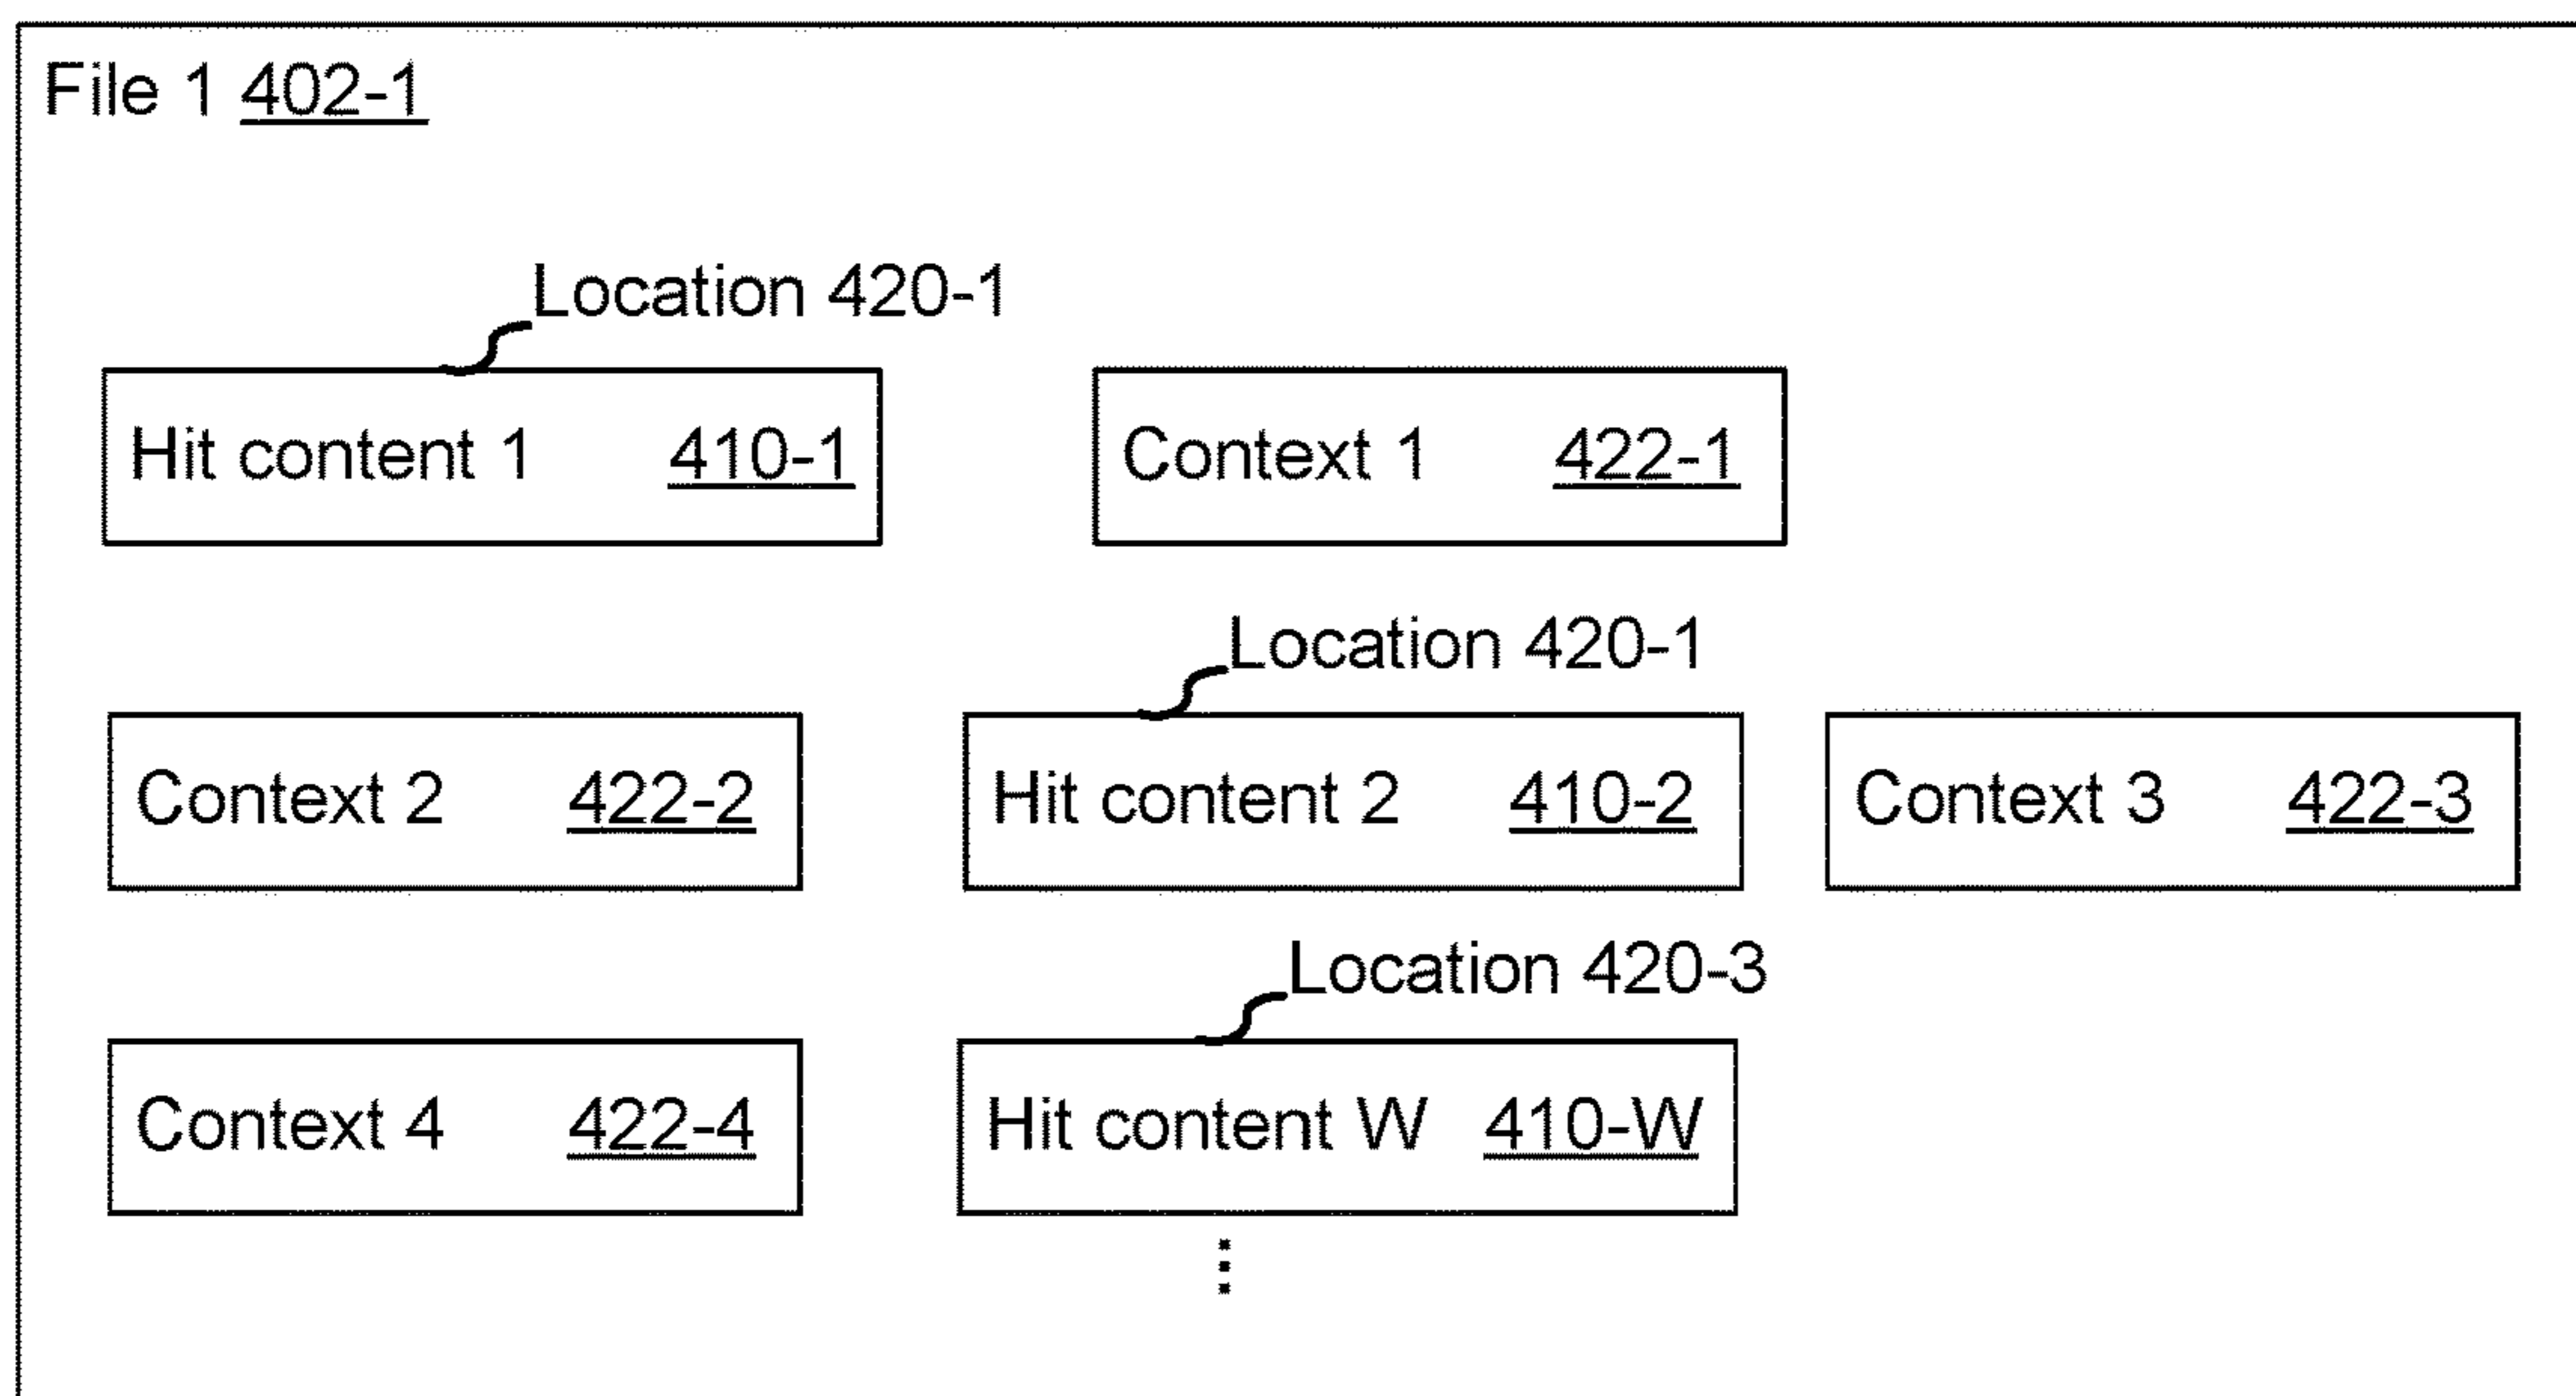 File 1 402-1
Location 420-1
Hit content 1 410-1
Context 1 422-1
Location 420-1
Context 2 422-2
Hit content 2 410-2
Context 3 422-3
Location 420-3
Context 4 422-4
Hit content W 410-W